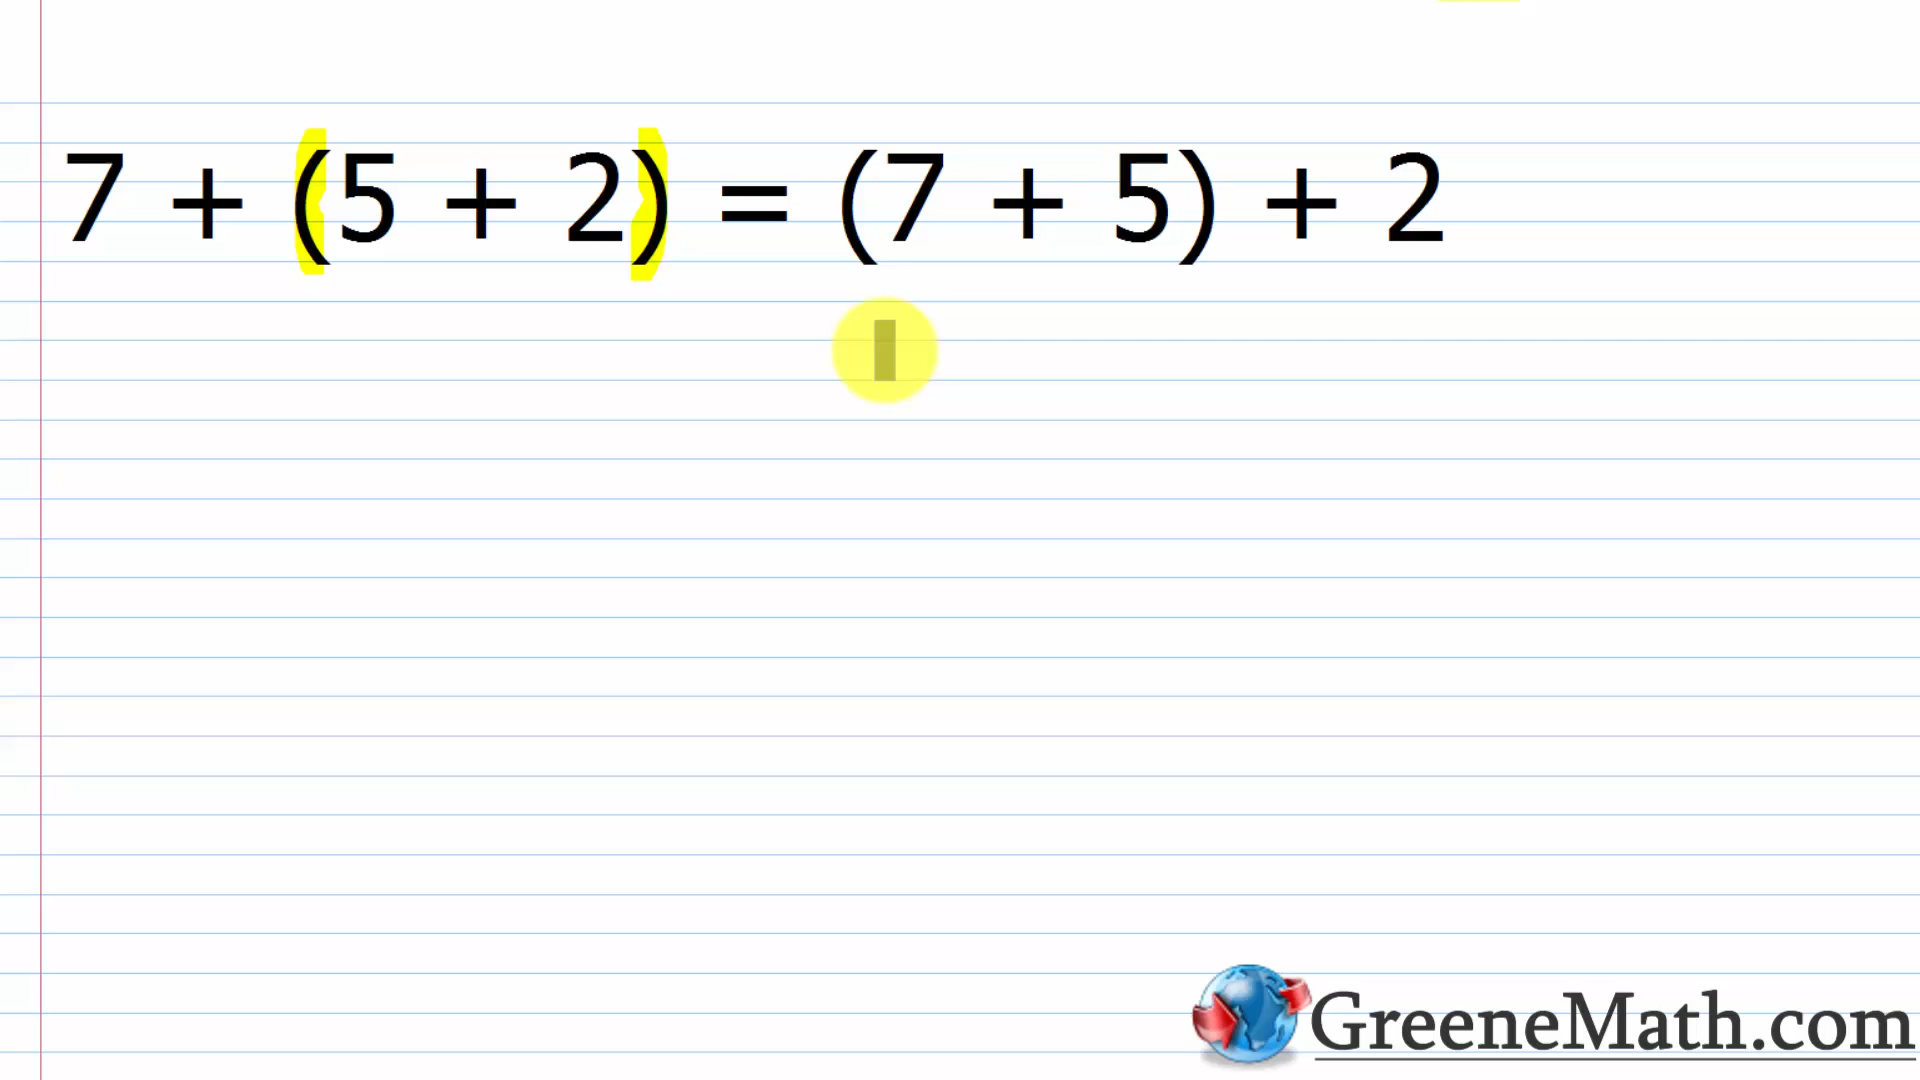 7 + (5 + 2) = (7 + 5) + 2
GreeneMath.com